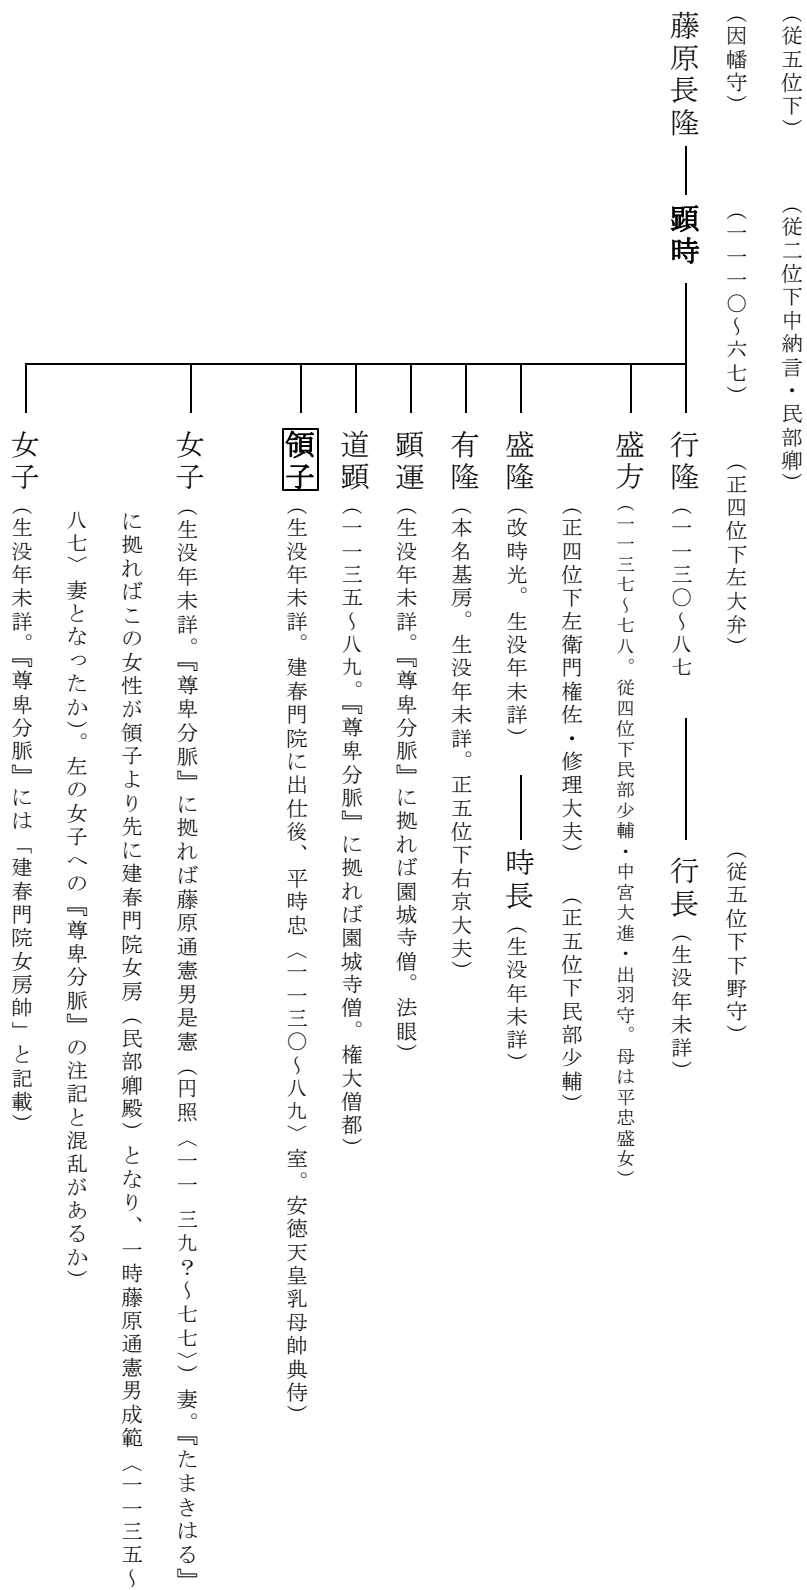 （従五位下）　（従二位下中納言・民部卿）
（因幡守）　（一一一〇～六七）　（正四位下左大弁）　（従五位下下野守）
藤原長隆　顕時　行隆（一一三〇～八七　行長（生没年未詳）
盛方（一一三七～七八。従四位下民部少輔・中宮大進・出羽守。母は平忠盛女）
（正四位下左衛門権佐・修理大夫）　（正五位下民部少輔）
盛隆（改時光。生没年未詳）　時長（生没年未詳）
有隆（本名基房。生没年未詳。正五位下右京大夫）
顕運（生没年未詳。『尊卑分脈』に拠れば園城寺僧。法眼）
道顕（一一三五～八九。『尊卑分脈』に拠れば園城寺僧。権大僧都）
領子（生没年未詳。建春門院に出仕後、平時忠〈一一三〇～八九〉室。安徳天皇乳母帥典侍）
女子（生没年未詳。『尊卑分脈』に拠れば藤原通憲男是憲（円照〈一一三九？～七七〉）妻。『たまきはる』
に拠ればこの女性が領子より先に建春門院女房（民部卿殿）となり、一時藤原通憲男成範〈一一三五～
八七〉妻となったか）。左の女子への『尊卑分脈』の注記と混乱があるか）
女子（生没年未詳。『尊卑分脈』には「建春門院女房帥」と記載）